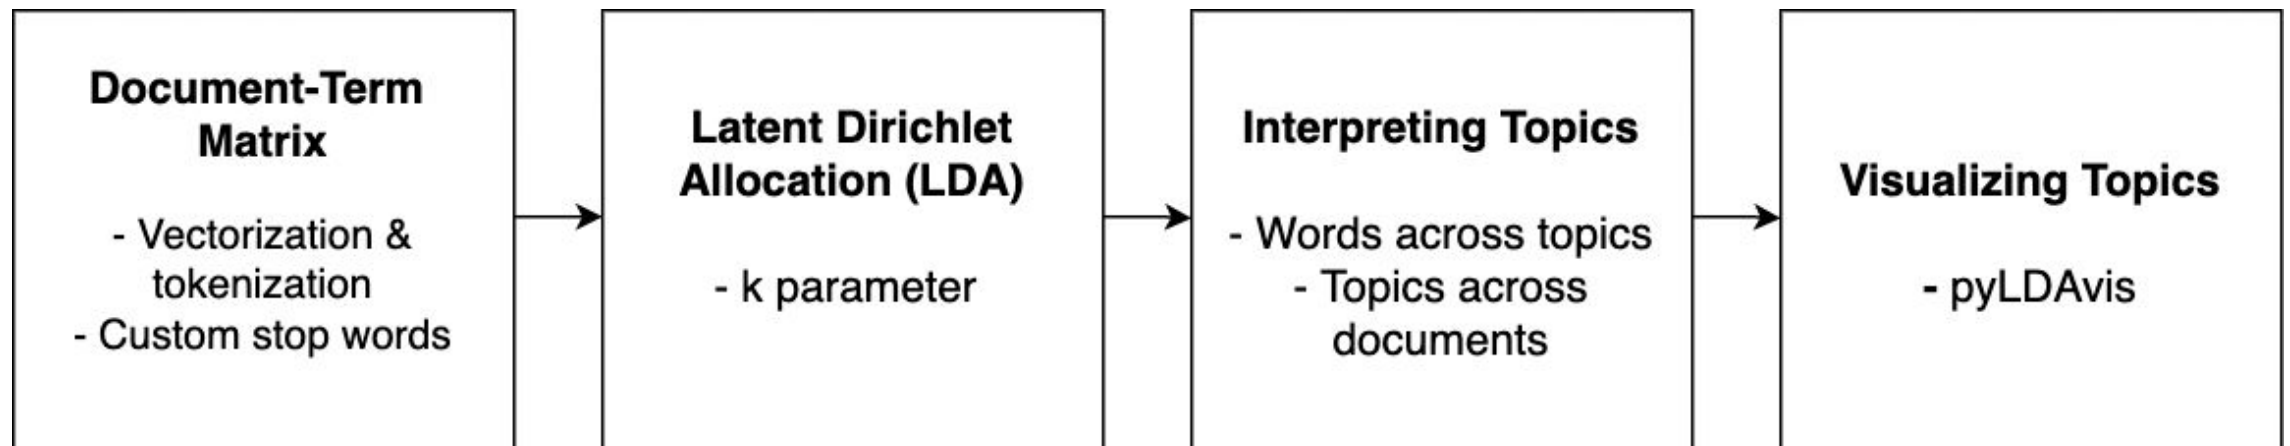 Document-Term
Matrix
- Vectorization &
tokenization
- Custom stop words
Latent Dirichlet
Allocation (LDA)
- k parameter
Interpreting Topics
- Words across topics
- Topics across
documents
Visualizing Topics
- pyLDAvis